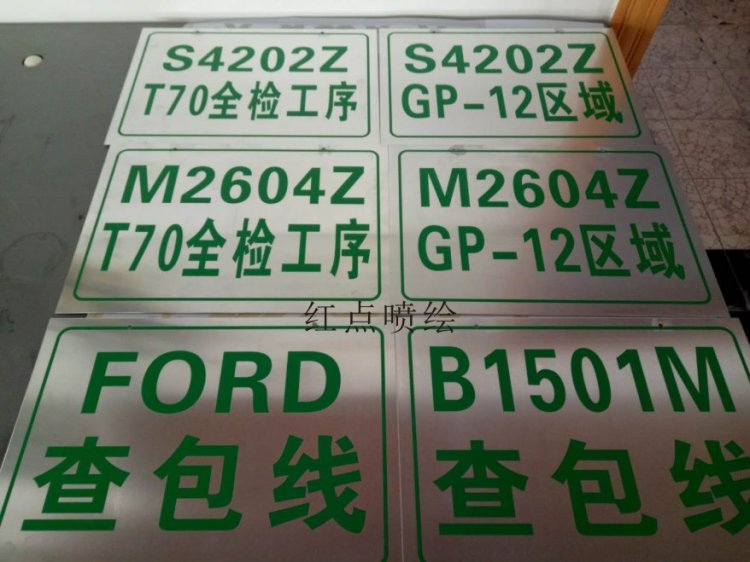 S4202Z
T70全检工序
S4202Z
GP-12区域
M2604Z
T70全检工序
M2604Z
GP-12区域
红点喷绘
FORD
查包线
B1501M
查包线